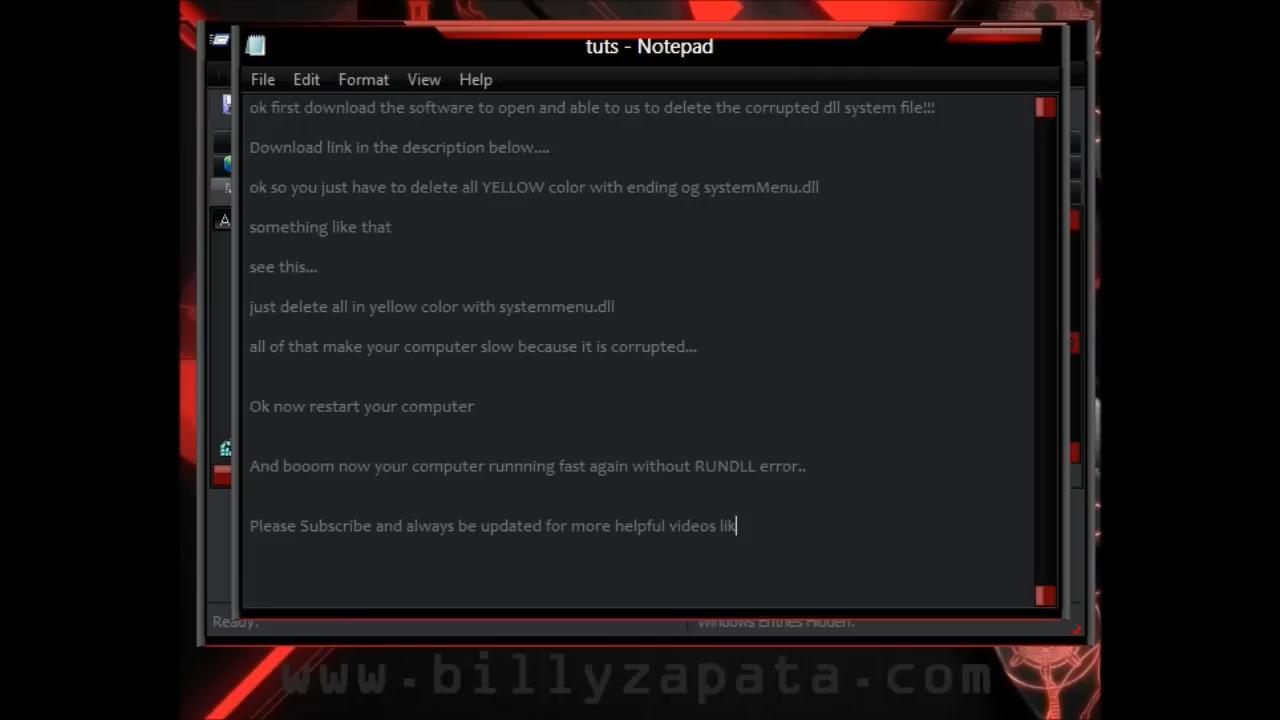 tuts - Notepad
File Edit Format View Help
ok first download the software to open and able to us to delete the corrupted dll system file!!!
Download link in the description below....
ok so you just have to delete all YELLOW color with ending og systemMenu.dll
something like that
see this...
just delete all in yellow color with systemmenu.dll
all of that make your computer slow because it is corrupted...
Ok now restart your computer
And booom now your computer runnning fast again without RUNDLL error..
Please Subscribe and always be updated for more helpful videos lik
A
Ready.
Windows Entries Hidden.
www.billyzapata.com